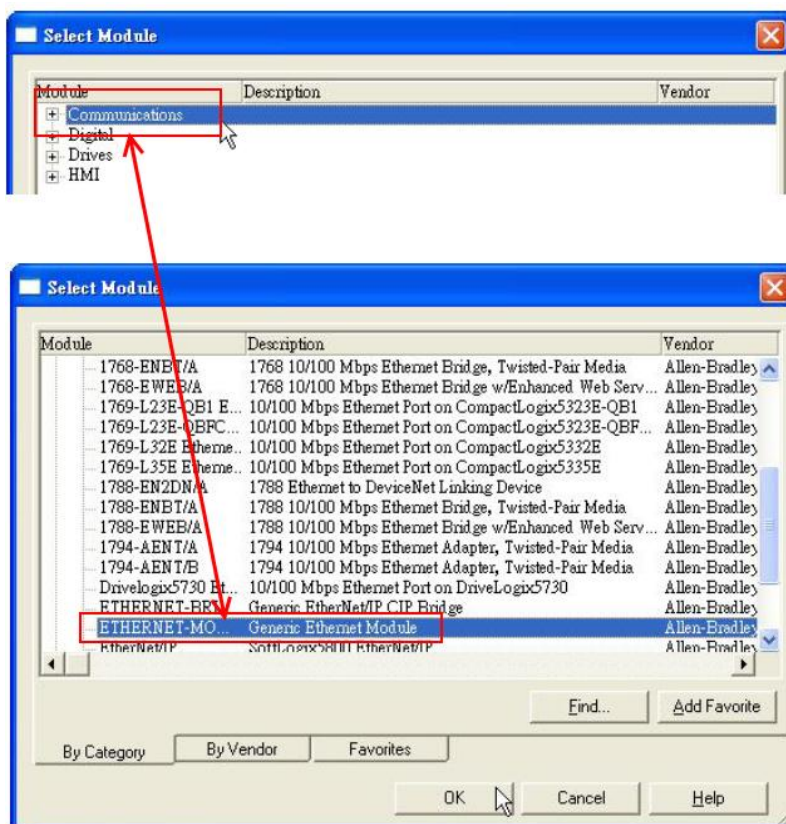 Select Module
Module Description Vendor
Communications
Digital
Drives
HMI
Select Module
Module Description Vendor
1768-ENBT/A 1768 10/100 Mbps Ethernet Bridge, Twisted-Pair Media Allen-Bradley
1768-EWEB/A 1768 10/100 Mbps Ethernet Bridge w/Enhanced Web Serv... Allen-Bradley
1769-L23E-QB1 E... 10/100 Mbps Ethernet Port on CompactLogix5323E-QB1 Allen-Bradley
1769-L23E-QBFC... 10/100 Mbps Ethernet Port on CompactLogix5323E-QBF... Allen-Bradley
1769-L32E Etherne.. 10/100 Mbps Ethernet Port on CompactLogix5332E Allen-Bradley
1769-L35E Etherne.. 10/100 Mbps Ethernet Port on CompactLogix5335E Allen-Bradley
1788-EN2DN/A 1788 Ethernet to DeviceNet Linking Device Allen-Bradley
1788-ENBT/A 1788 10/100 Mbps Ethernet Bridge, Twisted-Pair Media Allen-Bradley
1788-EWEB/A 1788 10/100 Mbps Ethernet Bridge w/Enhanced Web Serv... Allen-Bradley
1794-AENT/A 1794 10/100 Mbps Ethernet Adapter, Twisted-Pair Media Allen-Bradley
1794-AENT/B 1794 10/100 Mbps Ethernet Adapter, Twisted-Pair Media Allen-Bradley
Drivelogix5730 Et... 10/100 Mbps Ethernet Port on DriveLogix5730 Allen-Bradley
ETHERNET-BRI... Generic EtherNet/IP CIP Bridge Allen-Bradley
ETHERNET-MO... Generic Ethernet Module Allen-Bradley
EtherNet/IP SoftLogix5800 EtherNet/IP Allen-Bradley
Find... Add Favorite
By Category By Vendor Favorites
OK Cancel Help